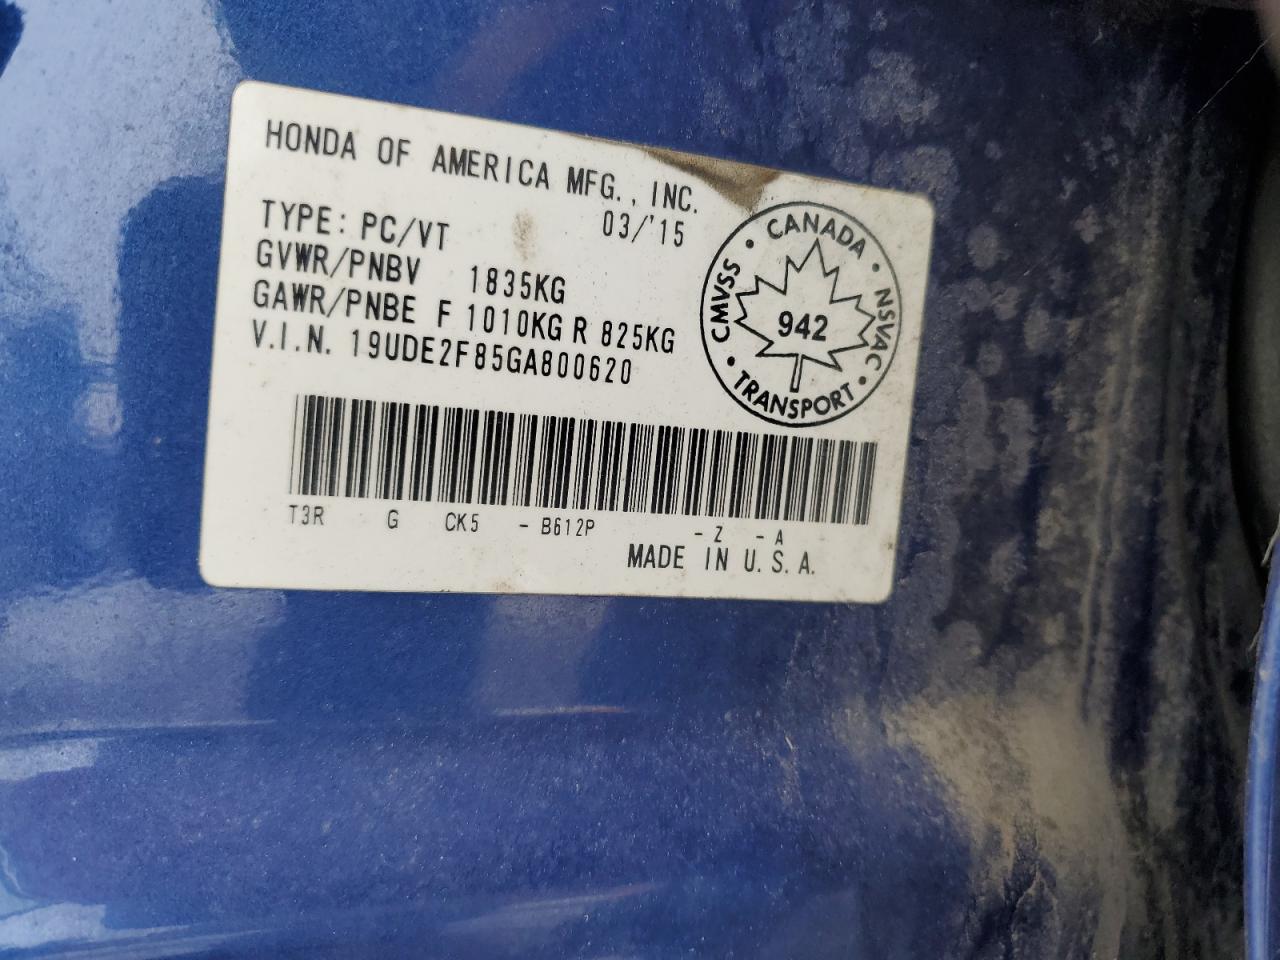 HONDA OF AMERICA MFG., INC.
03/'15
TYPE: PC/VT
GVWR/PNBV 1835KG
GAWR/PNBE F 1010KG R 825KG
V.I.N. 19UDE2F85GA800620
CANADA
CMVSS
NSVAC
942
TRANSPORT
T3R G CK5 - B612P - Z - A
MADE IN U.S.A.